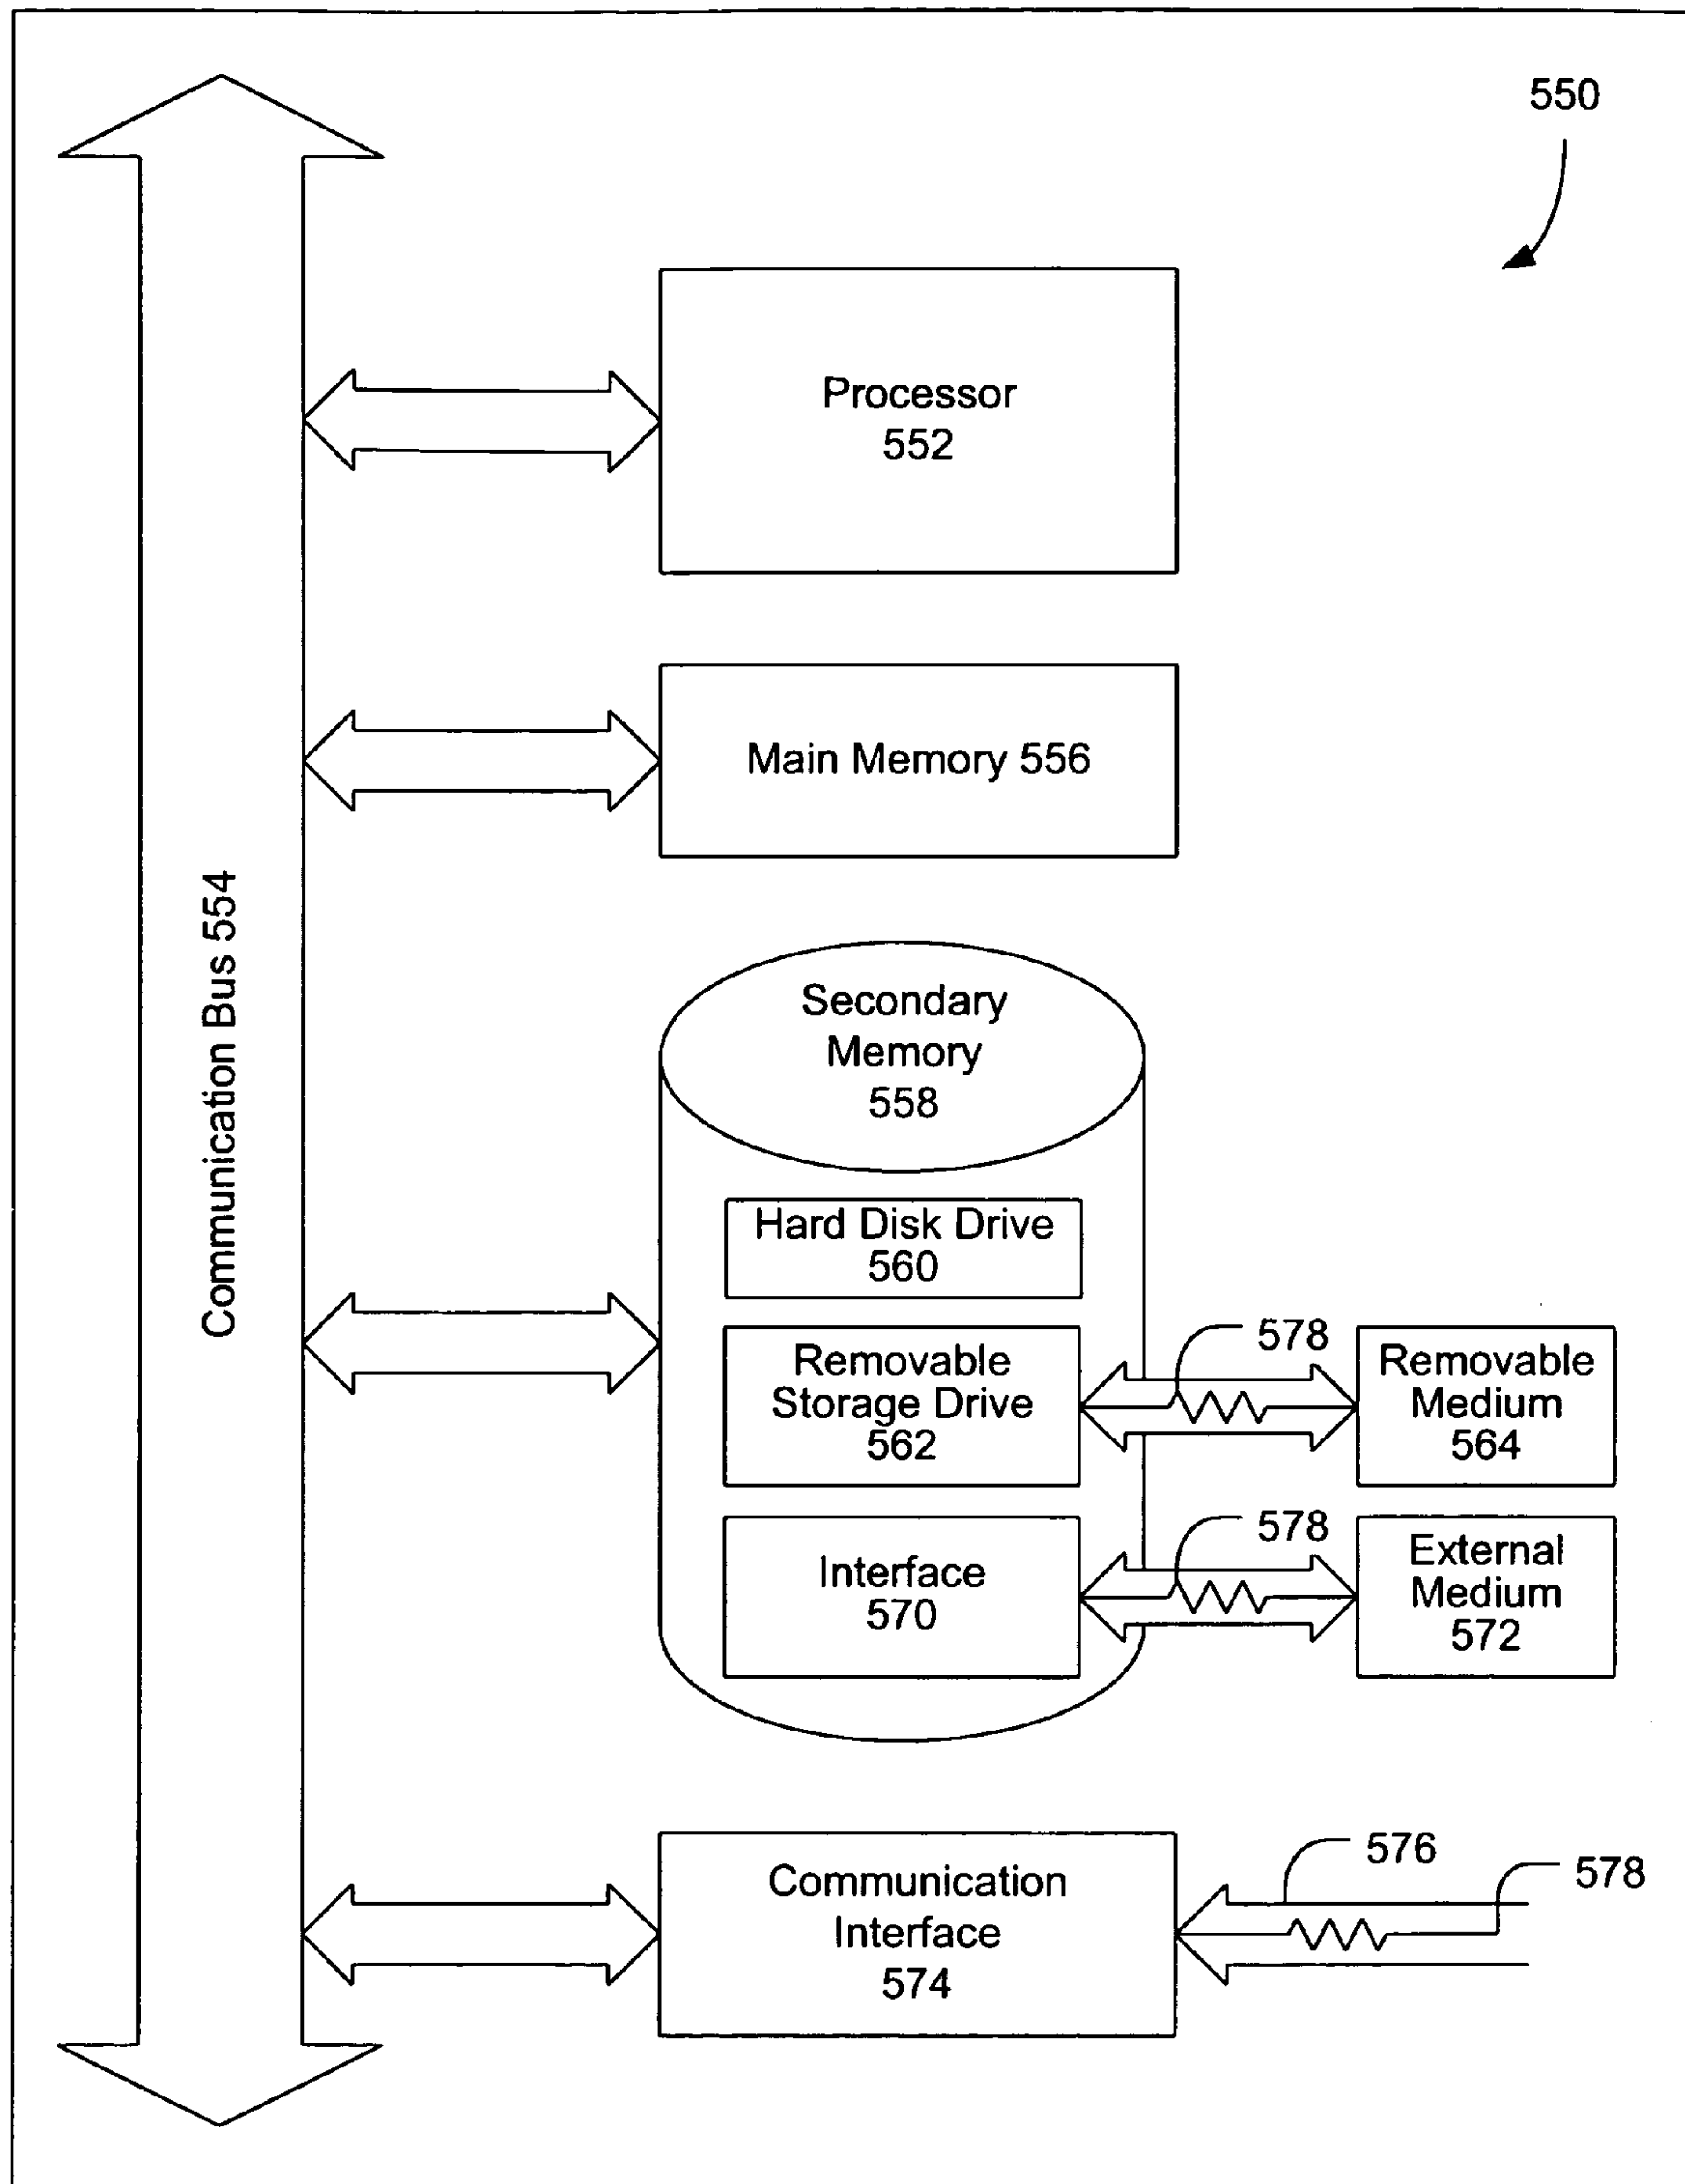 550
Processor
552
Main Memory 556
Communication Bus 554
Secondary
Memory
558
Hard Disk Drive
560
Removable
Storage Drive
562
578
Removable
Medium
564
Interface
570
578
External
Medium
572
Communication
Interface
574
576
578